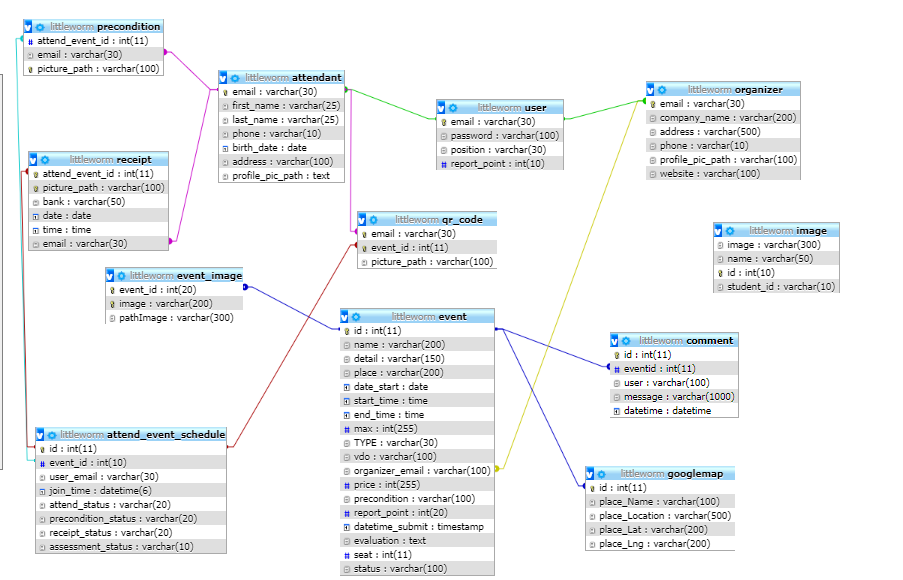 littleworm precondition
attend_event_id : int(11)
email : varchar(30)
picture_path : varchar(100)
littleworm attendant
email : varchar(30)
first_name : varchar(25)
last_name : varchar(25)
phone : varchar(10)
birth_date : date
address : varchar(100)
profile_pic_path : text
littleworm user
email : varchar(30)
password : varchar(100)
position : varchar(30)
report_point : int(10)
littleworm organizer
email : varchar(30)
company_name : varchar(200)
address : varchar(500)
phone : varchar(10)
profile_pic_path : varchar(100)
website : varchar(100)
littleworm receipt
attend_event_id : int(11)
picture_path : varchar(100)
bank : varchar(50)
date : date
time : time
email : varchar(30)
littleworm qr_code
email : varchar(30)
event_id : int(11)
picture_path : varchar(100)
littleworm image
image : varchar(300)
name : varchar(50)
id : int(10)
student_id : varchar(10)
littleworm event_image
event_id : int(20)
image : varchar(200)
pathImage : varchar(300)
littleworm event
id : int(11)
name : varchar(200)
detail : varchar(150)
place : varchar(200)
date_start : date
start_time : time
end_time : time
max : int(255)
TYPE : varchar(30)
vdo : varchar(100)
organizer_email : varchar(100)
price : int(255)
precondition : varchar(100)
report_point : int(20)
datetime_submit : timestamp
evaluation : text
seat : int(11)
status : varchar(100)
littleworm comment
id : int(11)
eventid : int(11)
user : varchar(100)
message : varchar(1000)
datetime : datetime
littleworm attend_event_schedule
id : int(11)
event_id : int(10)
user_email : varchar(30)
join_time : datetime(6)
attend_status : varchar(20)
precondition_status : varchar(20)
receipt_status : varchar(20)
assessment_status : varchar(10)
littleworm googlemap
id : int(11)
place_Name : varchar(100)
place_Location : varchar(500)
place_Lat : varchar(200)
place_Lng : varchar(200)